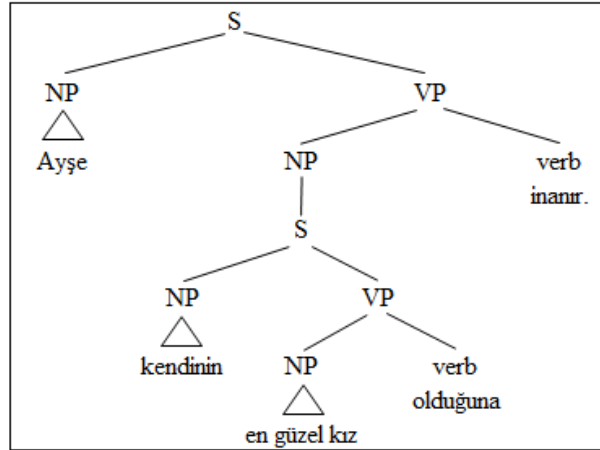 S
NP VP
Ayşe NP verb
inanır.
S
NP VP
kendinin NP verb
olduğuna
en güzel kız